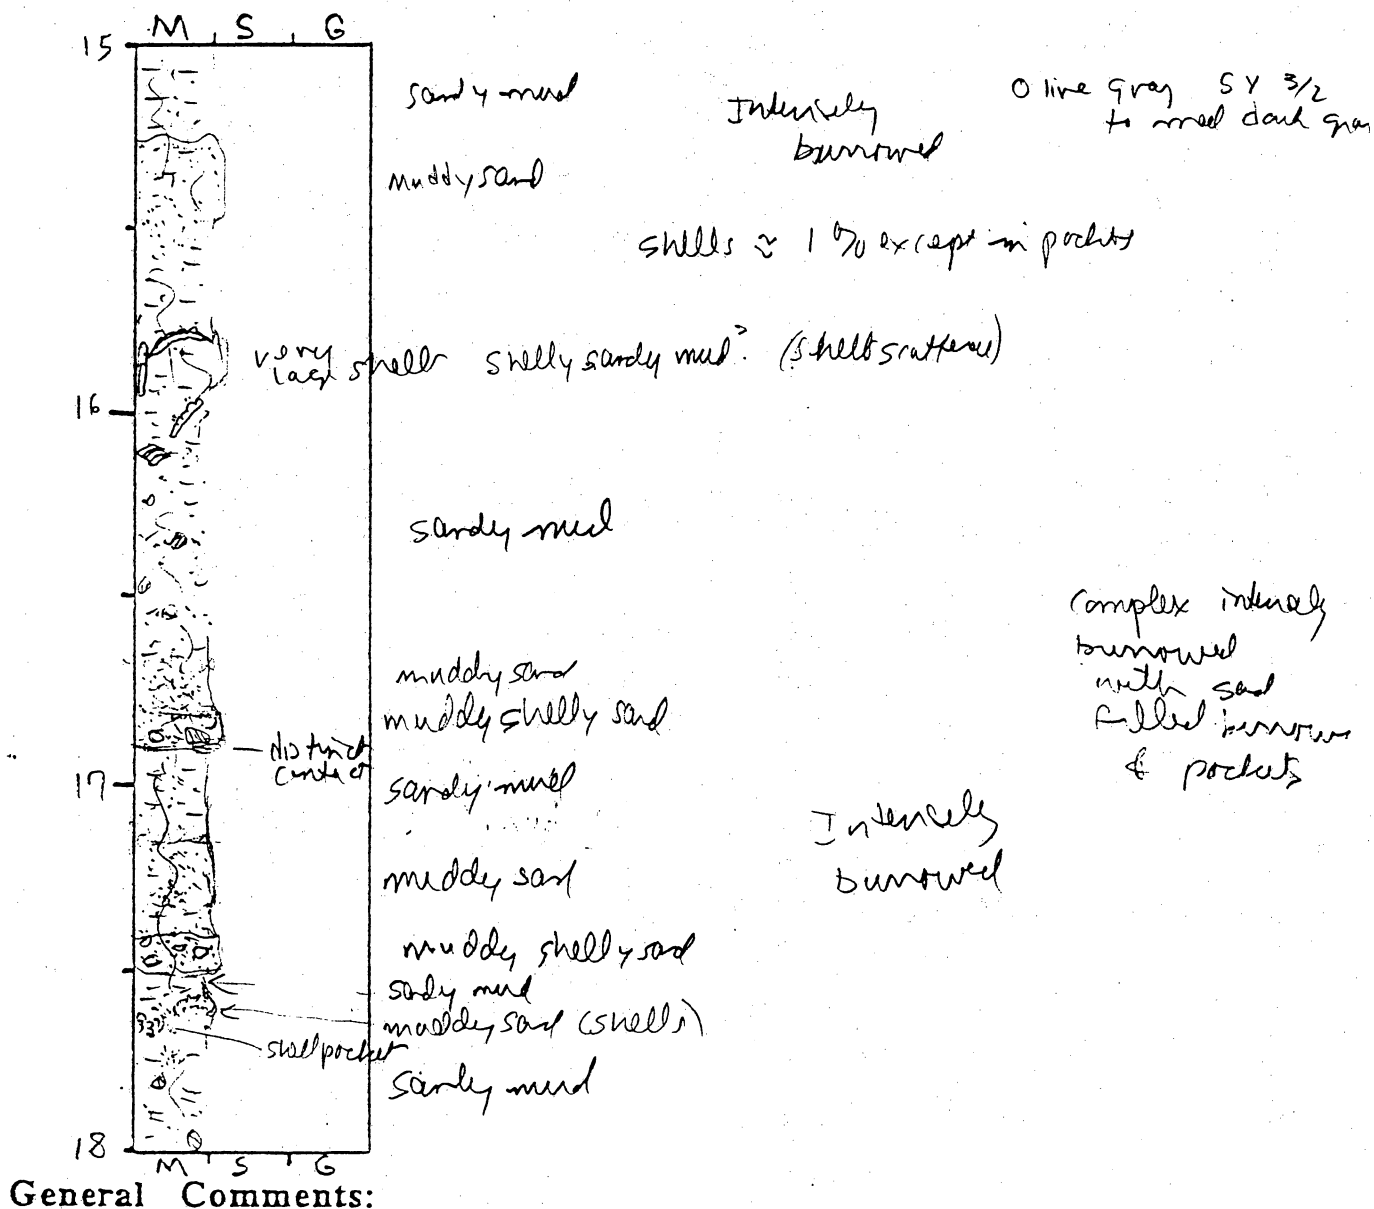 M S G
15
sandy mud
Intensely
burrowed
Olive gray 5Y 3/2
to med dark gray
muddy sand
shells ≈ 1% except in pockets
very
large shell
shelly sandy mud? (shells scattered)
16
sandy mud
Complex intensely
burrowed
with sand
filled burrows
& pockets
muddy sand
muddy shelly sand
distinct
contact
17
sandy mud
Intensely
burrowed
muddy sand
muddy shelly sand
sandy mud
muddy sand (shells)
shell pocket
sandy mud
18
M S G
General Comments: